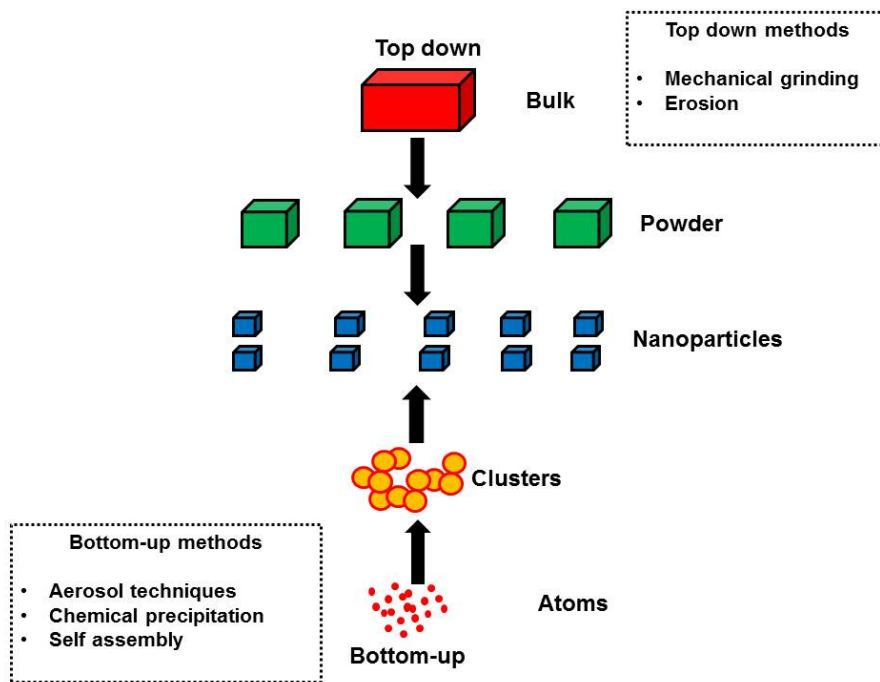 Top down
Bulk
Top down methods
• Mechanical grinding
• Erosion
Powder
Nanoparticles
Clusters
Bottom-up methods
• Aerosol techniques
• Chemical precipitation
• Self assembly
Atoms
Bottom-up